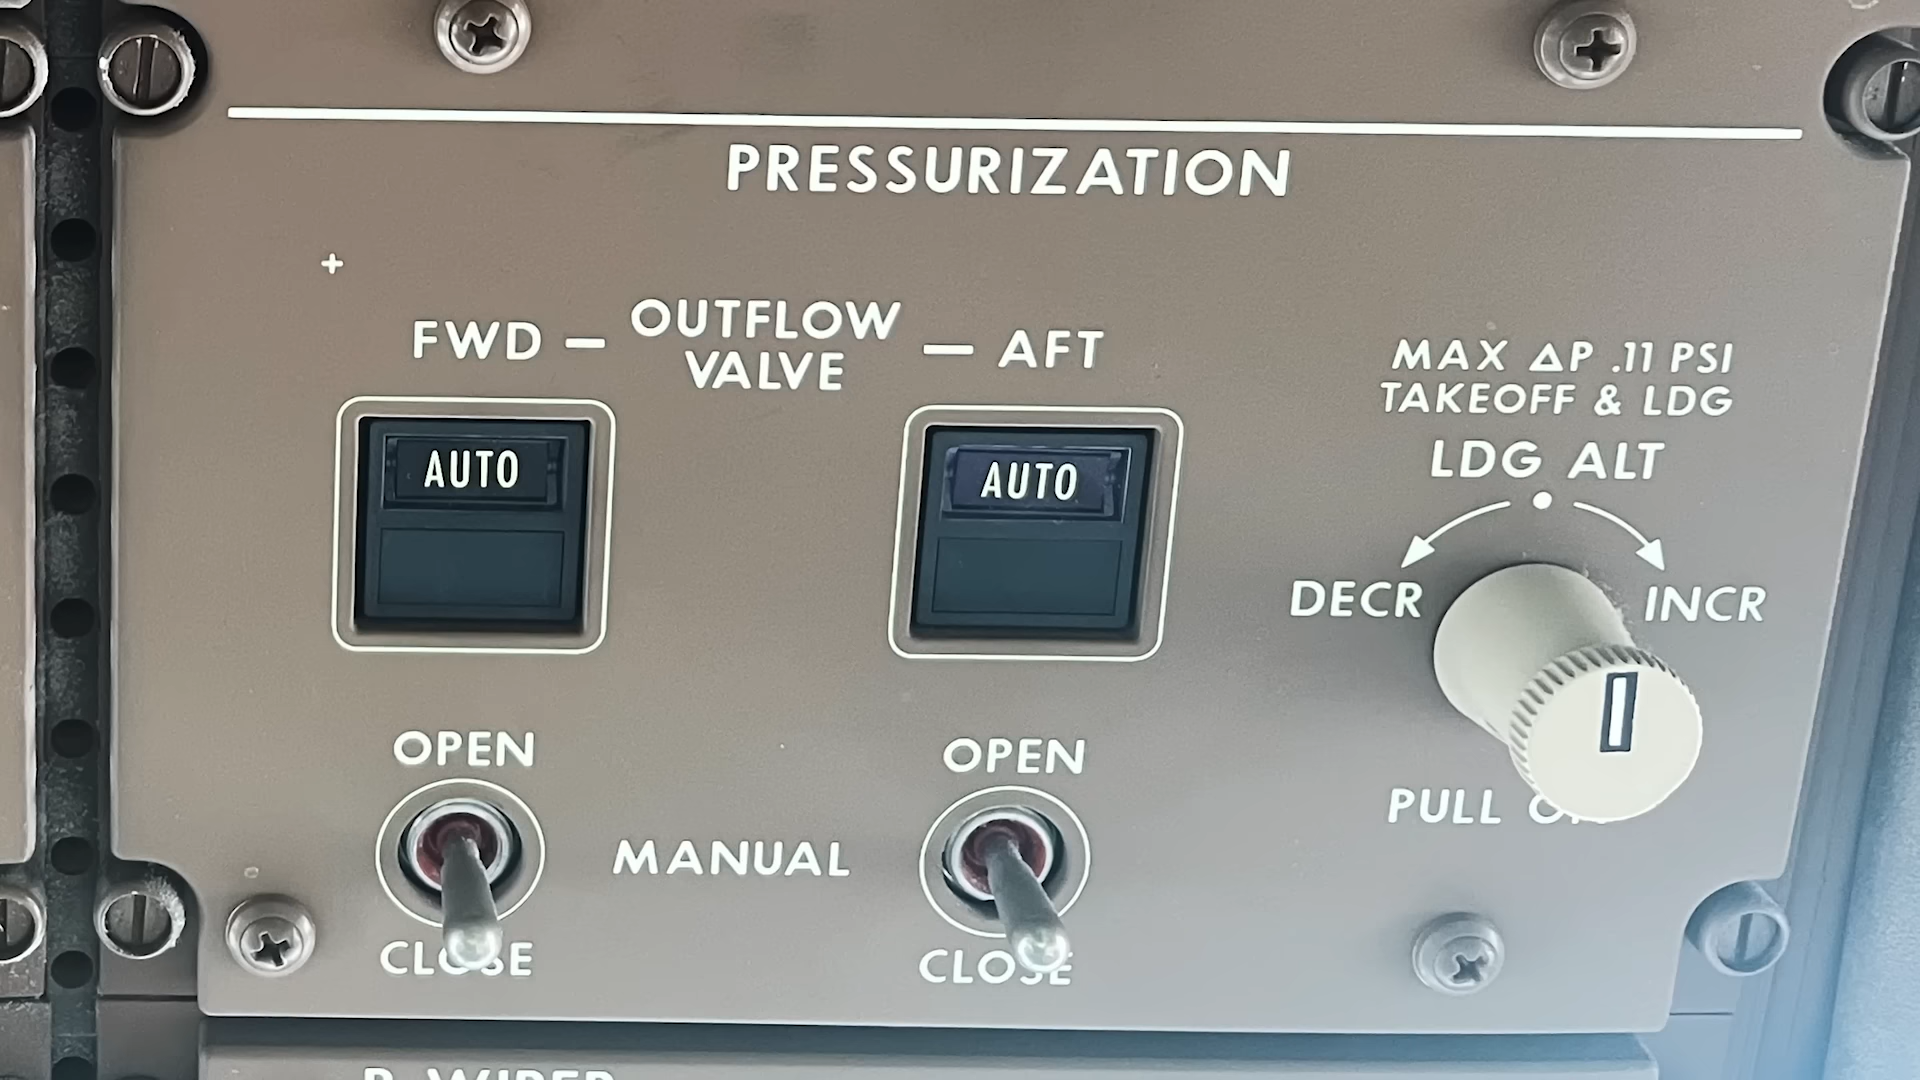 PRESSURIZATION
+
FWD — OUTFLOW VALVE — AFT
MAX ΔP .11 PSI
TAKEOFF & LDG
LDG ALT
AUTO
AUTO
DECR
INCR
OPEN
OPEN
PULL
MANUAL
CLOSE
CLOSE
R WIPER